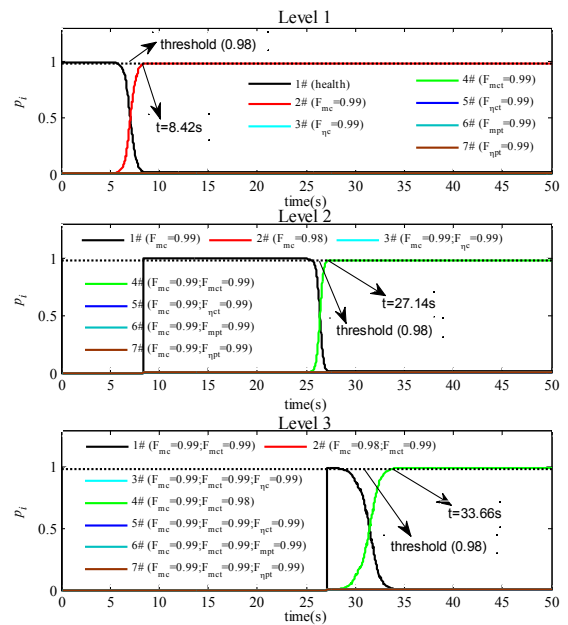 Level 1
threshold (0.98)
1
0.5
0
p_i
t=8.42s
1# (health)
2# (F_mc=0.99)
3# (F_ηc=0.99)
4# (F_mct=0.99)
5# (F_ηct=0.99)
6# (F_mpt=0.99)
7# (F_ηpt=0.99)
0 5 10 15 20 25 30 35 40 45 50
time(s)
Level 2
1# (F_mc=0.99) 2# (F_mc=0.98) 3# (F_mc=0.99;F_ηc=0.99)
1
0.5
0
p_i
4# (F_mc=0.99;F_mct=0.99)
5# (F_mc=0.99;F_ηct=0.99)
6# (F_mc=0.99;F_mpt=0.99)
7# (F_mc=0.99;F_ηpt=0.99)
t=27.14s
threshold (0.98)
0 5 10 15 20 25 30 35 40 45 50
time(s)
Level 3
1# (F_mc=0.99;F_mct=0.99) 2# (F_mc=0.98;F_mct=0.99)
1
0.5
0
p_i
3# (F_mc=0.99;F_mct=0.99;F_ηc=0.99)
4# (F_mc=0.99;F_mct=0.98)
5# (F_mc=0.99;F_mct=0.99;F_ηct=0.99)
6# (F_mc=0.99;F_mct=0.99;F_mpt=0.99)
7# (F_mc=0.99;F_mct=0.99;F_ηpt=0.99)
t=33.66s
threshold (0.98)
0 5 10 15 20 25 30 35 40 45 50
time(s)